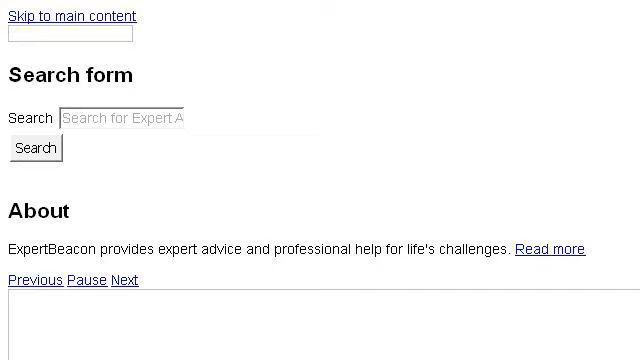 Skip to main content
Search form
Search Search for Expert A
Search
About
ExpertBeacon provides expert advice and professional help for life's challenges. Read more
Previous Pause Next